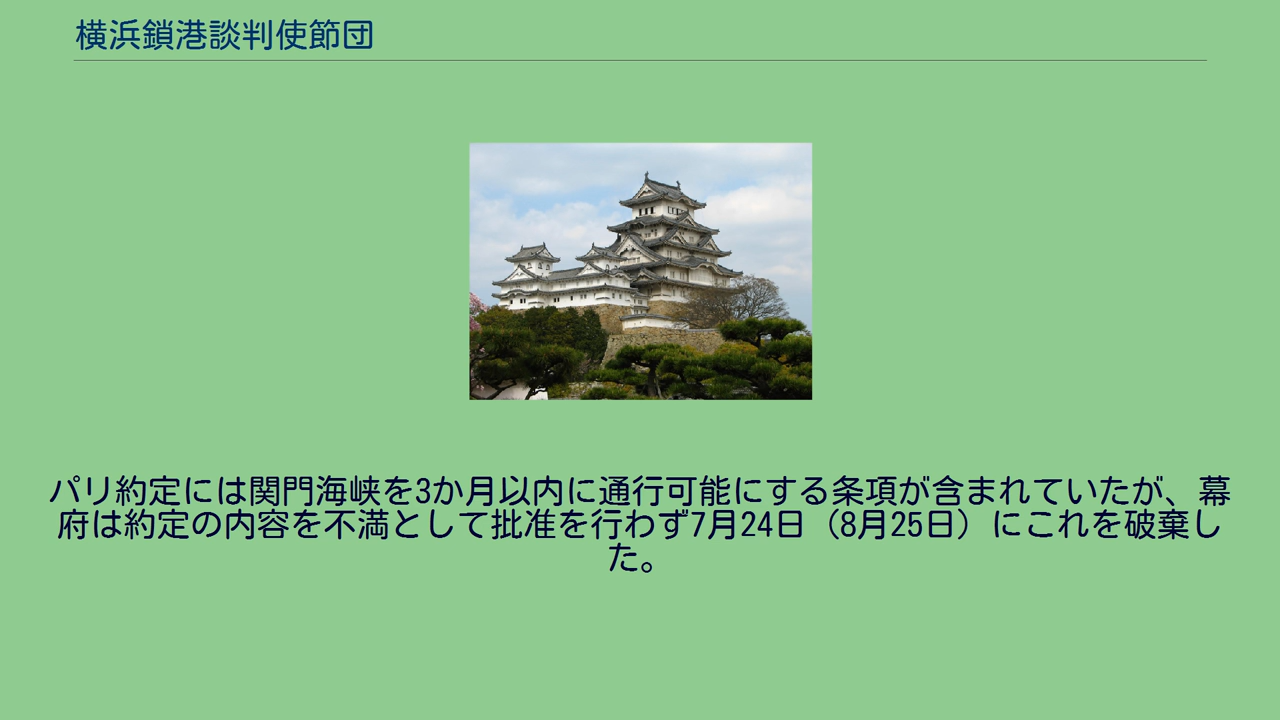 横浜鎖港談判使節団
パリ約定には関門海峡を3か月以内に通行可能にする条項が含まれていたが、幕
府は約定の内容を不満として批准を行わず7月24日（8月25日）にこれを破棄し
た。